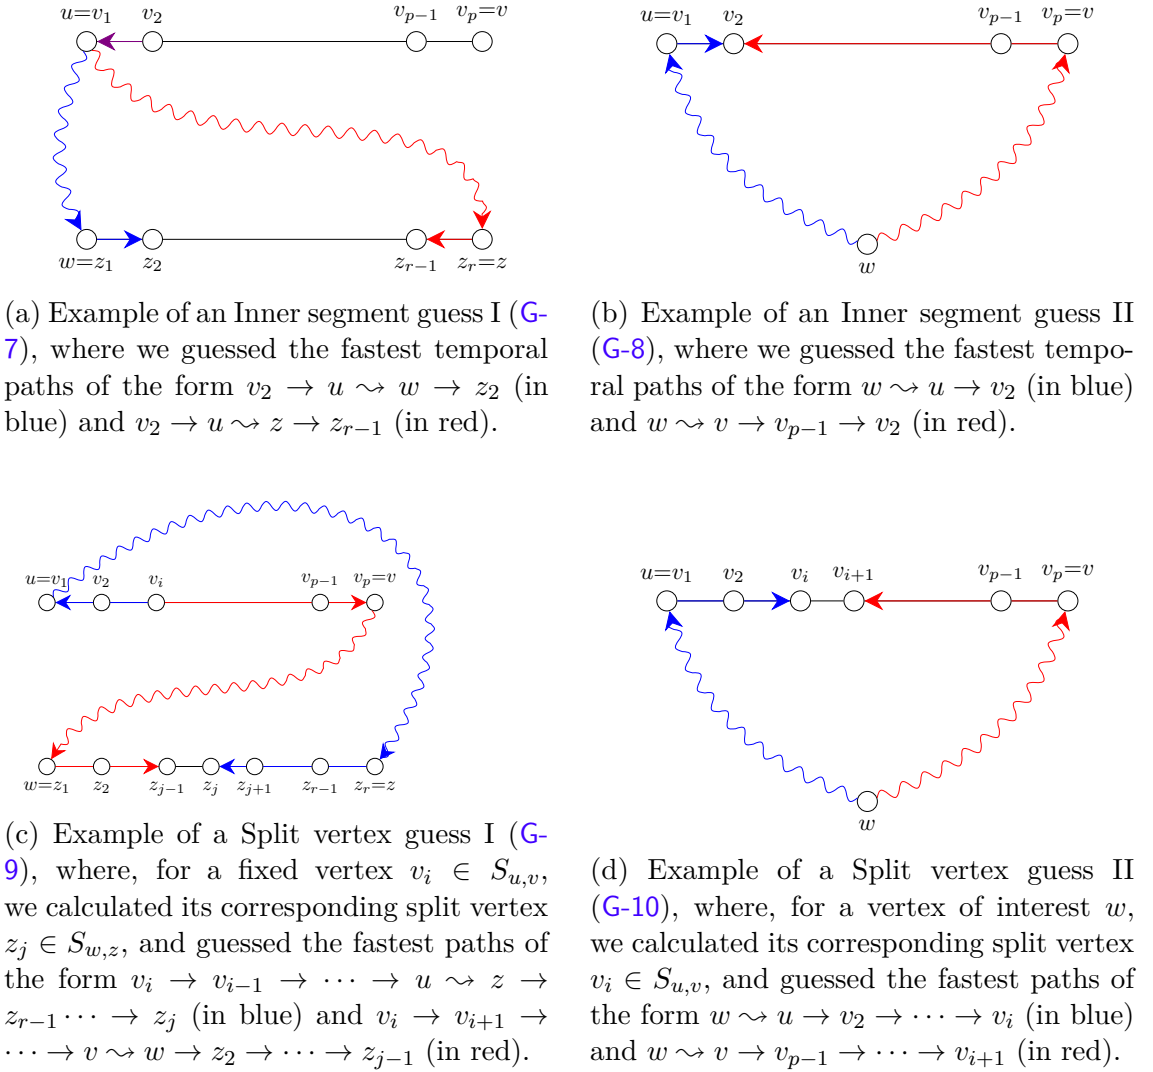 u=v₁ v₂ vₚ₋₁ vₚ=v
w=z₁ z₂ zᵣ₋₁ zᵣ=z
(a) Example of an Inner segment guess I (G-
7), where we guessed the fastest temporal
paths of the form v₂ → u ⇝ w → z₂ (in
blue) and v₂ → u ⇝ z → zᵣ₋₁ (in red).
u=v₁ v₂ vₚ₋₁ vₚ=v
w
(b) Example of an Inner segment guess II
(G-8), where we guessed the fastest tempo-
ral paths of the form w ⇝ u → v₂ (in blue)
and w ⇝ v → vₚ₋₁ → v₂ (in red).
u=v₁ v₂ vᵢ vₚ₋₁ vₚ=v
w=z₁ z₂ zⱼ₋₁ zⱼ zⱼ₊₁ zᵣ₋₁ zᵣ=z
(c) Example of a Split vertex guess I (G-
9), where, for a fixed vertex vᵢ ∈ S_{u,v},
we calculated its corresponding split vertex
zⱼ ∈ S_{w,z}, and guessed the fastest paths of
the form vᵢ → vᵢ₋₁ → ⋯ → u ⇝ z →
zᵣ₋₁ ⋯ → zⱼ (in blue) and vᵢ → vᵢ₊₁ →
⋯ → v ⇝ w → z₂ → ⋯ → zⱼ₋₁ (in red).
u=v₁ v₂ vᵢ vᵢ₊₁ vₚ₋₁ vₚ=v
w
(d) Example of a Split vertex guess II
(G-10), where, for a vertex of interest w,
we calculated its corresponding split vertex
vᵢ ∈ S_{u,v}, and guessed the fastest paths of
the form w ⇝ u → v₂ → ⋯ → vᵢ (in blue)
and w ⇝ v → vₚ₋₁ → ⋯ → vᵢ₊₁ (in red).